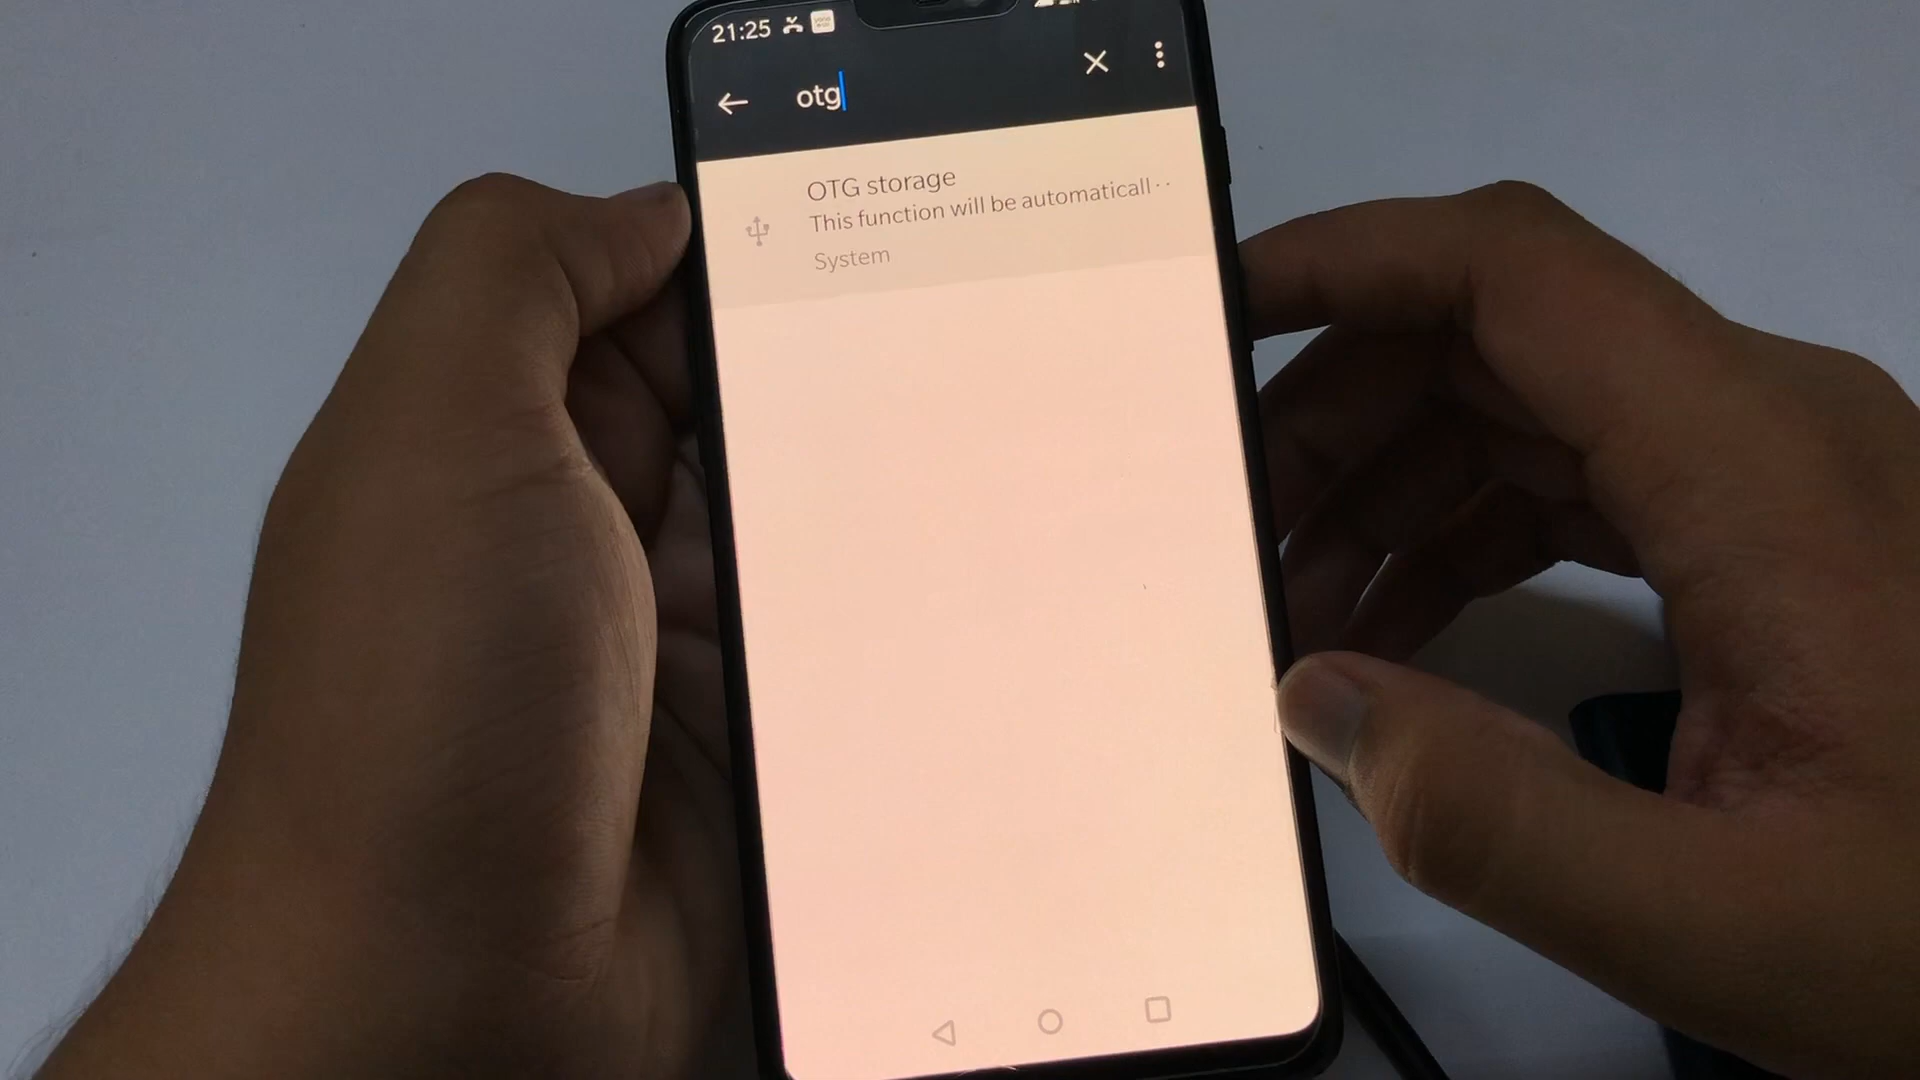 21:25
otg
OTG storage
This function will be automaticall··
System